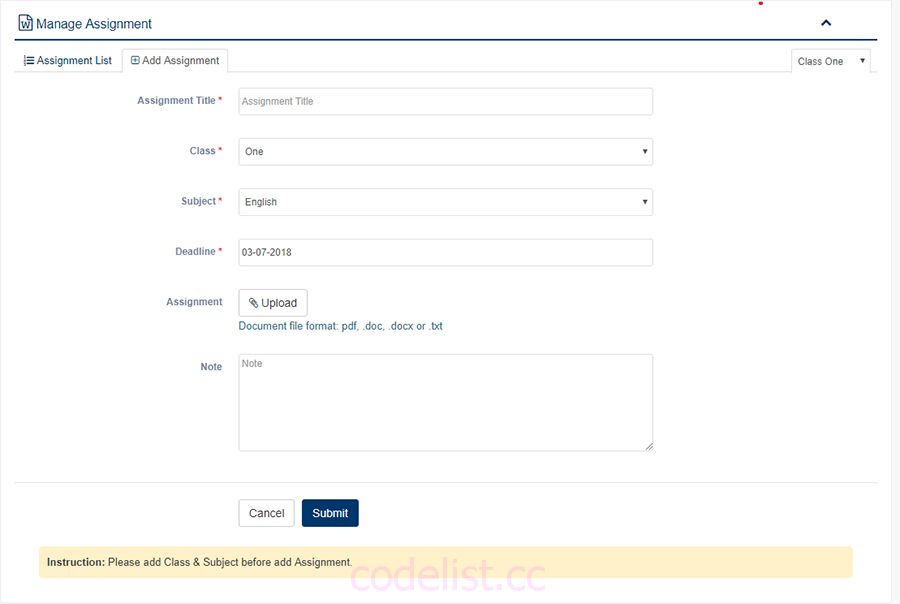 Manage Assignment
Assignment List
Add Assignment
Class One
Assignment Title *
Assignment Title
Class *
One
Subject *
English
Deadline *
03-07-2018
Assignment
Upload
Document file format: pdf, .doc, .docx or .txt
Note
Note
Cancel
Submit
Instruction: Please add Class & Subject before add Assignment.
codelist.cc